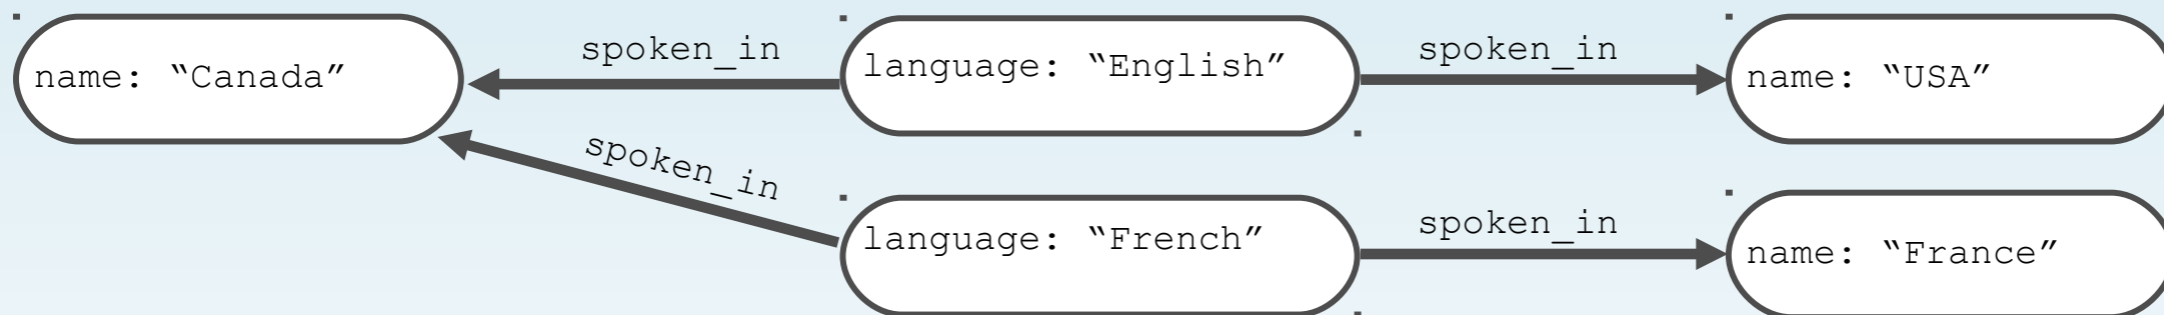 name: “Canada”
spoken_in
language: “English”
spoken_in
name: “USA”
spoken_in
language: “French”
spoken_in
name: “France”